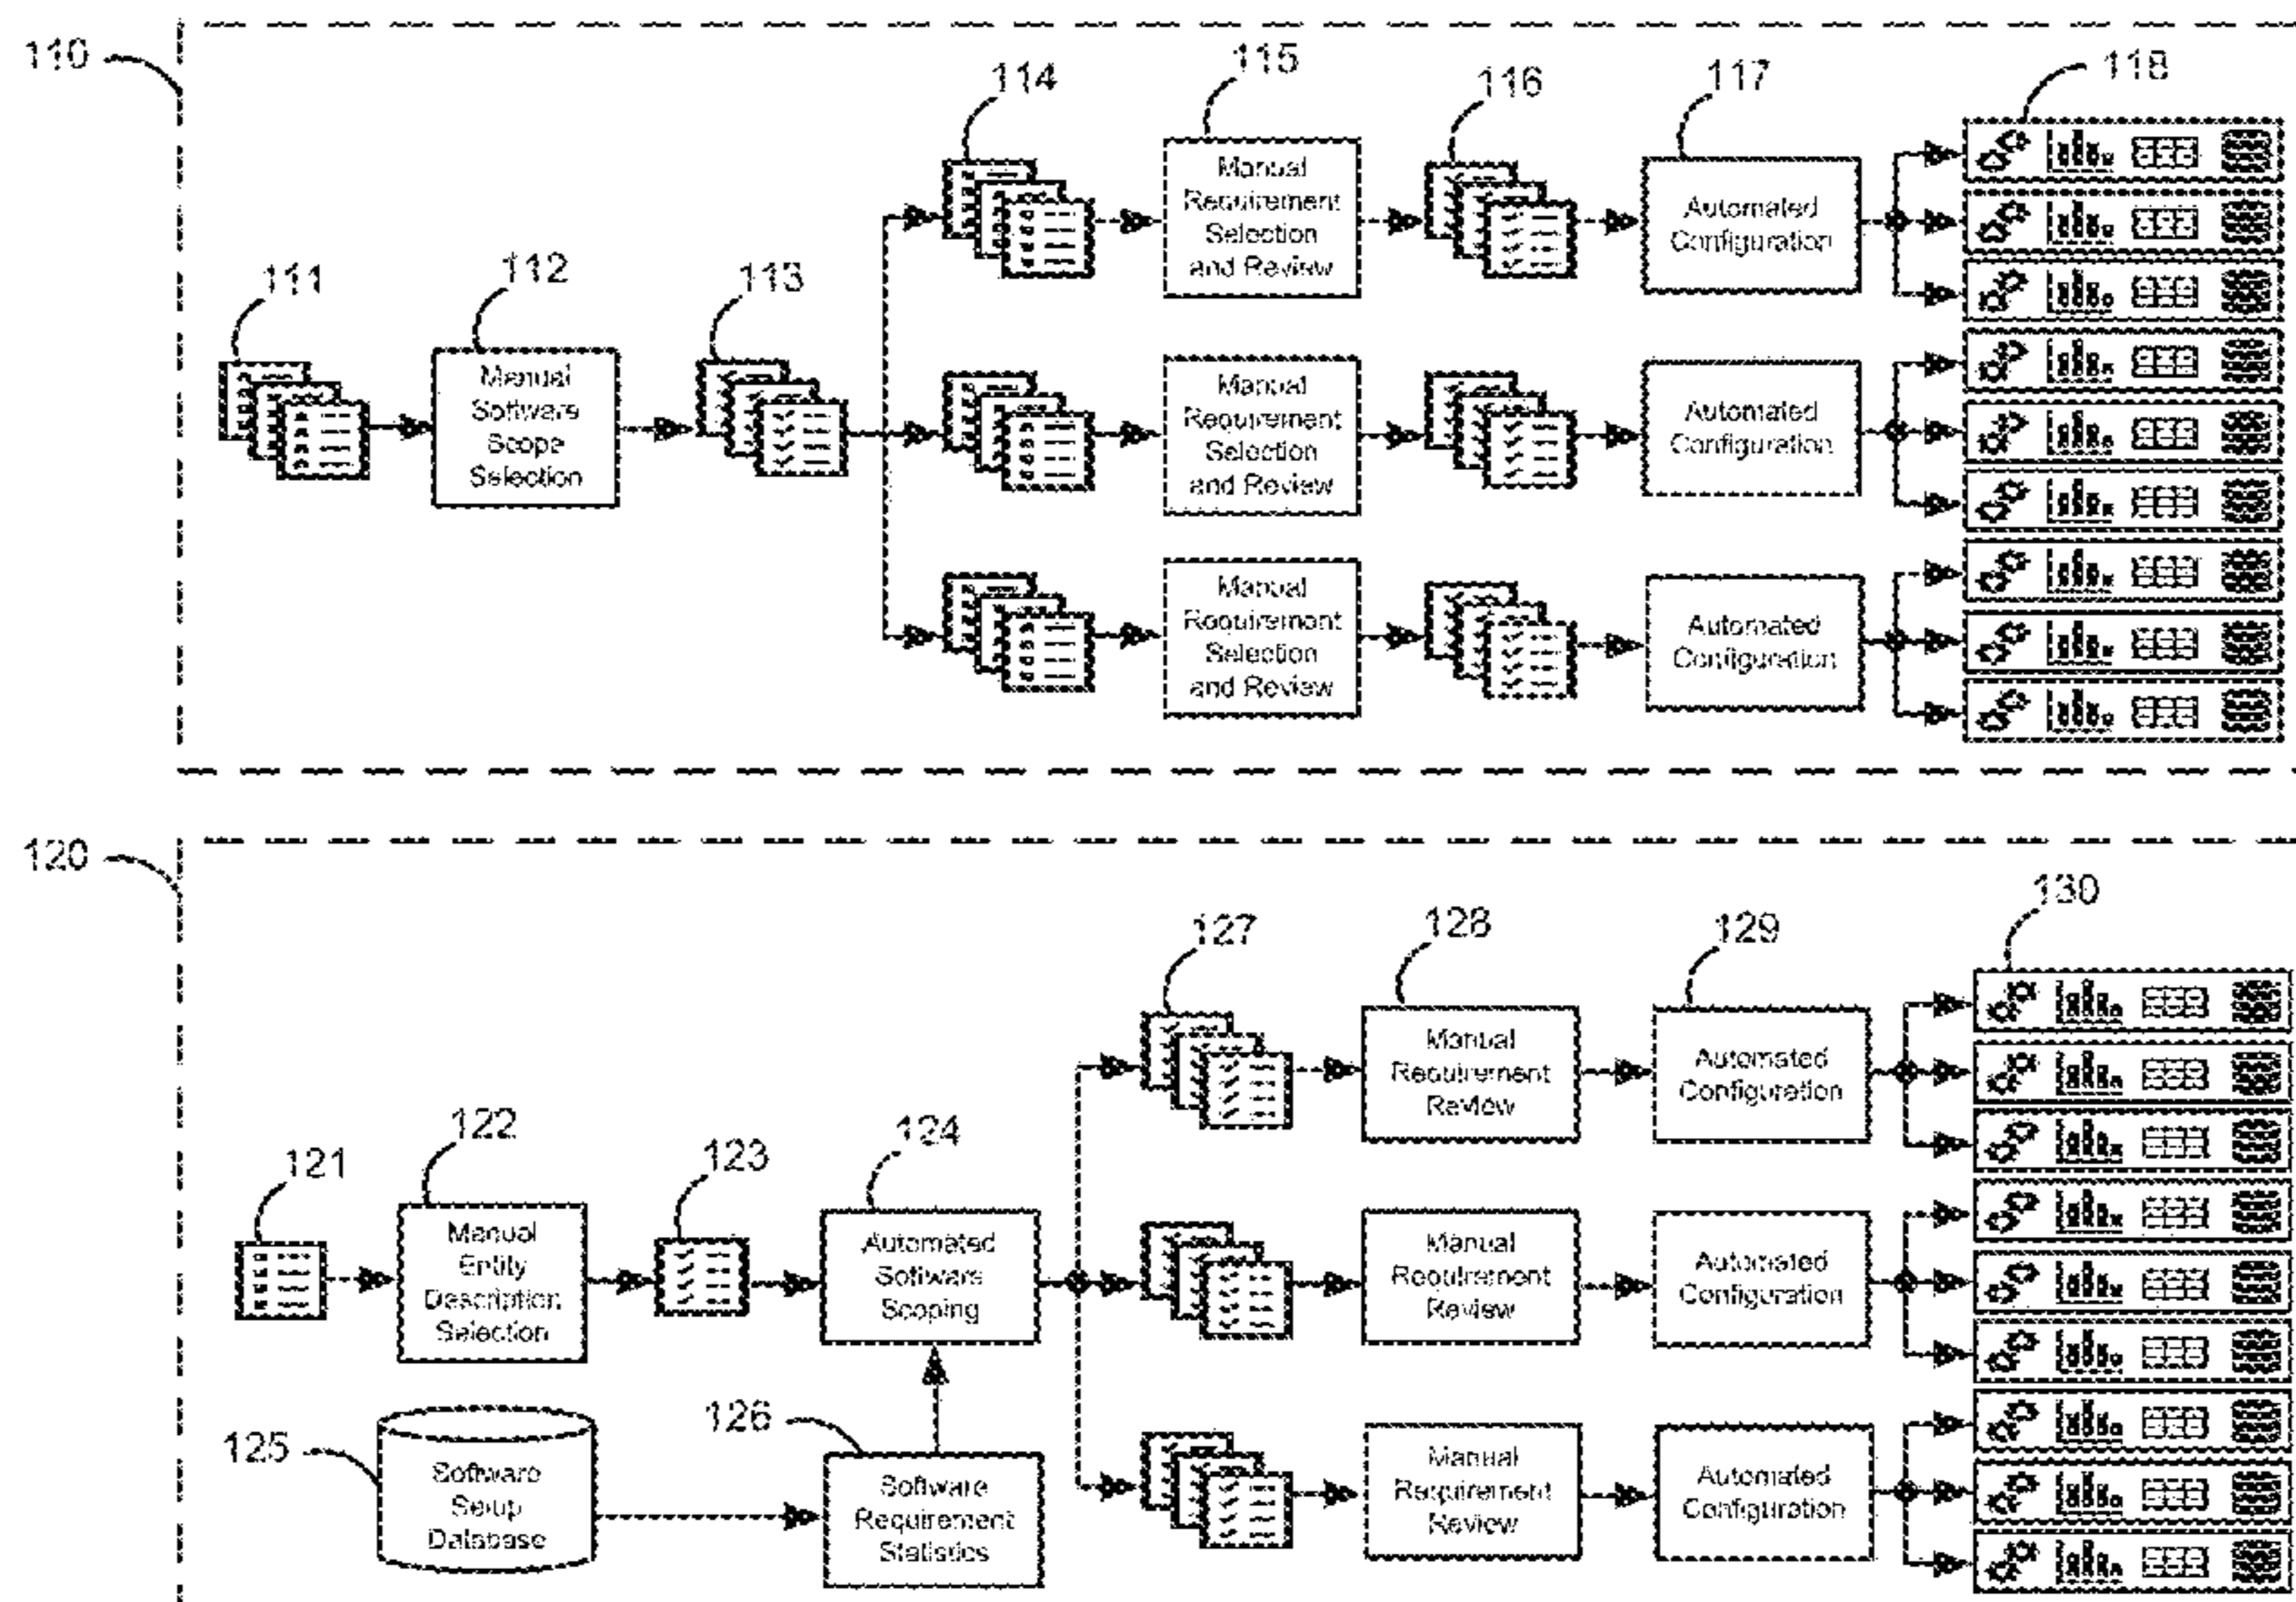 110
114
115
116
117
118
111
112
113
Manual
Requirement
Selection
and Review
Automated
Configuration
Manual
Software
Scope
Selection
Manual
Requirement
Selection
and Review
Automated
Configuration
Manual
Requirement
Selection
and Review
Automated
Configuration
120
127
128
129
130
121
122
123
124
Manual
Requirement
Review
Automated
Configuration
Manual
Entity
Description
Selection
Automated
Software
Scoping
Manual
Requirement
Review
Automated
Configuration
125
Software
Setup
Database
126
Software
Requirement
Statistics
Manual
Requirement
Review
Automated
Configuration